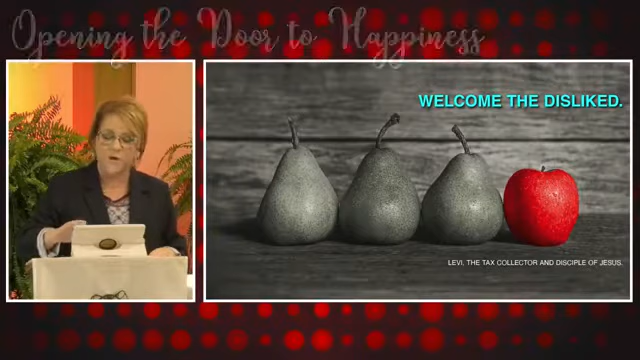 Opening the Door to Happiness
WELCOME THE DISLIKED.
LEVI, THE TAX COLLECTOR AND DISCIPLE OF JESUS.